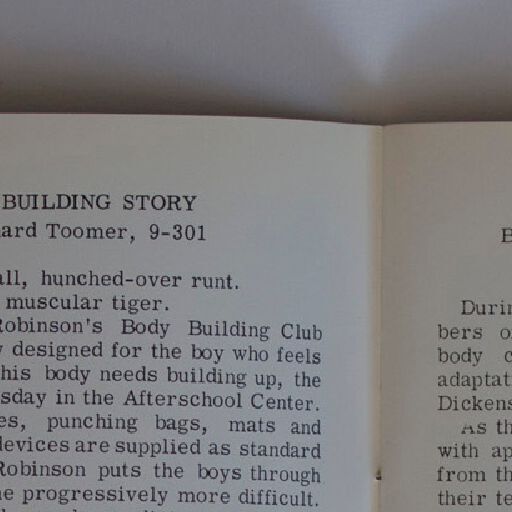 BUILDING STORY
ard Toomer, 9-301
all, hunched-over runt.
muscular tiger.
Robinson's Body Building Club
designed for the boy who feels
his body needs building up, the
sday in the Afterschool Center.
es, punching bags, mats and
devices are supplied as standard
Robinson puts the boys through
e progressively more difficult.
B
Durin
bers o
body c
adaptat
Dickens
As th
with ap
from th
their te